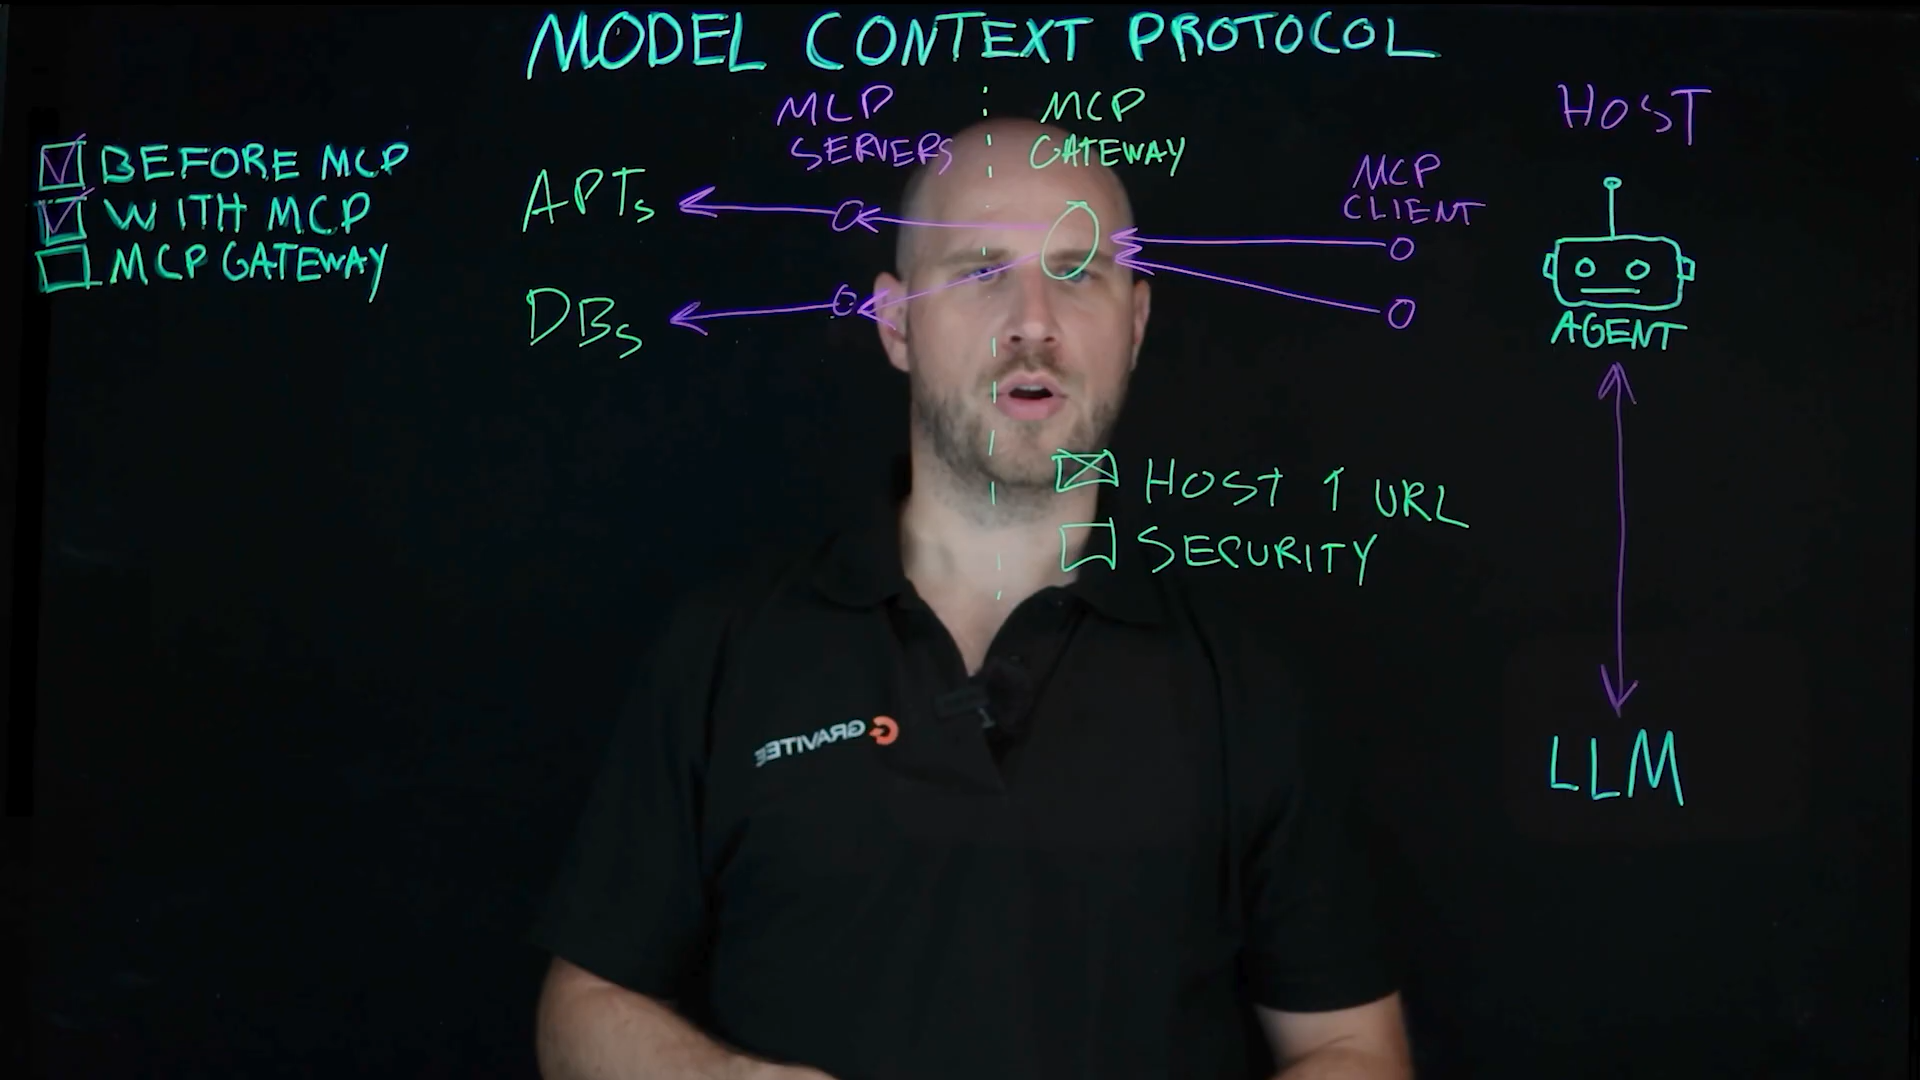 MODEL CONTEXT PROTOCOL
BEFORE MCP
WITH MCP
MCP GATEWAY
MCP
SERVERS
MCP
GATEWAY
MCP
CLIENT
HOST
APIs
DBs
AGENT
HOST 1 URL
SECURITY
LLM
GRAVITEE